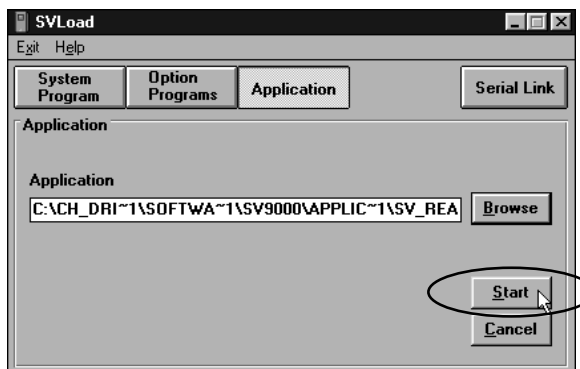 SVLoad
Exit Help
System Program
Option Programs
Application
Serial Link
Application
Application
C:\CH_DRI~1\SOFTWA~1\SV9000\APPLIC~1\SV_REA
Browse
Start
Cancel